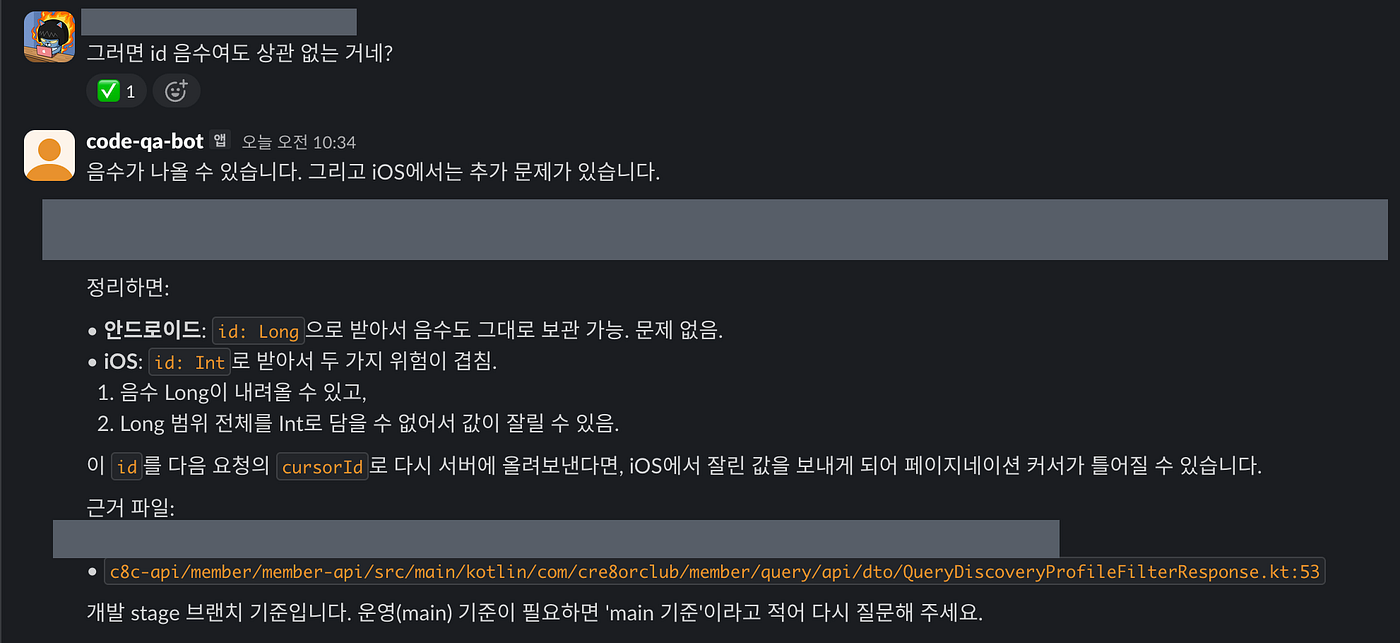 그러면 id 음수여도 상관 없는 거네?
✅ 1
code-qa-bot 앱 오늘 오전 10:34
음수가 나올 수 있습니다. 그리고 iOS에서는 추가 문제가 있습니다.
정리하면:
• 안드로이드: id: Long으로 받아서 음수도 그대로 보관 가능. 문제 없음.
• iOS: id: Int로 받아서 두 가지 위험이 겹침.
1. 음수 Long이 내려올 수 있고,
2. Long 범위 전체를 Int로 담을 수 없어서 값이 잘릴 수 있음.
이 id를 다음 요청의 cursorId로 다시 서버에 올려보낸다면, iOS에서 잘린 값을 보내게 되어 페이지네이션 커서가 틀어질 수 있습니다.
근거 파일:
• c8c-api/member/member-api/src/main/kotlin/com/cre8orclub/member/query/api/dto/QueryDiscoveryProfileFilterResponse.kt:53
개발 stage 브랜치 기준입니다. 운영(main) 기준이 필요하면 'main 기준'이라고 적어 다시 질문해 주세요.